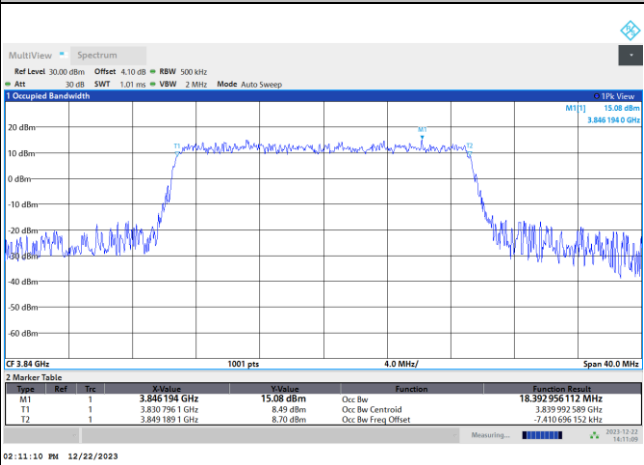 MultiView Spectrum
Ref Level 30.00 dBm Offset 4.10 dB RBW 500 kHz
Att 30 dB SWT 1.01 ms VBW 2 MHz Mode Auto Sweep
1 Occupied Bandwidth 1Pk View
M1[1] 15.08 dBm
3.846 194 0 GHz
M1
20 dBm
T1 T2
10 dBm
0 dBm
-10 dBm
-20 dBm
-30 dBm
-40 dBm
-50 dBm
-60 dBm
CF 3.84 GHz 1001 pts 4.0 MHz/ Span 40.0 MHz
2 Marker Table
Type Ref Trc X-Value Y-Value Function Function Result
M1 1 3.846 194 GHz 15.08 dBm Occ Bw 18.392 956 112 MHz
T1 1 3.830 796 1 GHz 8.49 dBm Occ Bw Centroid 3.839 992 589 GHz
T2 1 3.849 189 1 GHz 8.70 dBm Occ Bw Freq Offset -7.410 696 152 kHz
Measuring... 2023-12-22
14:11:09
02:11:10 PM 12/22/2023